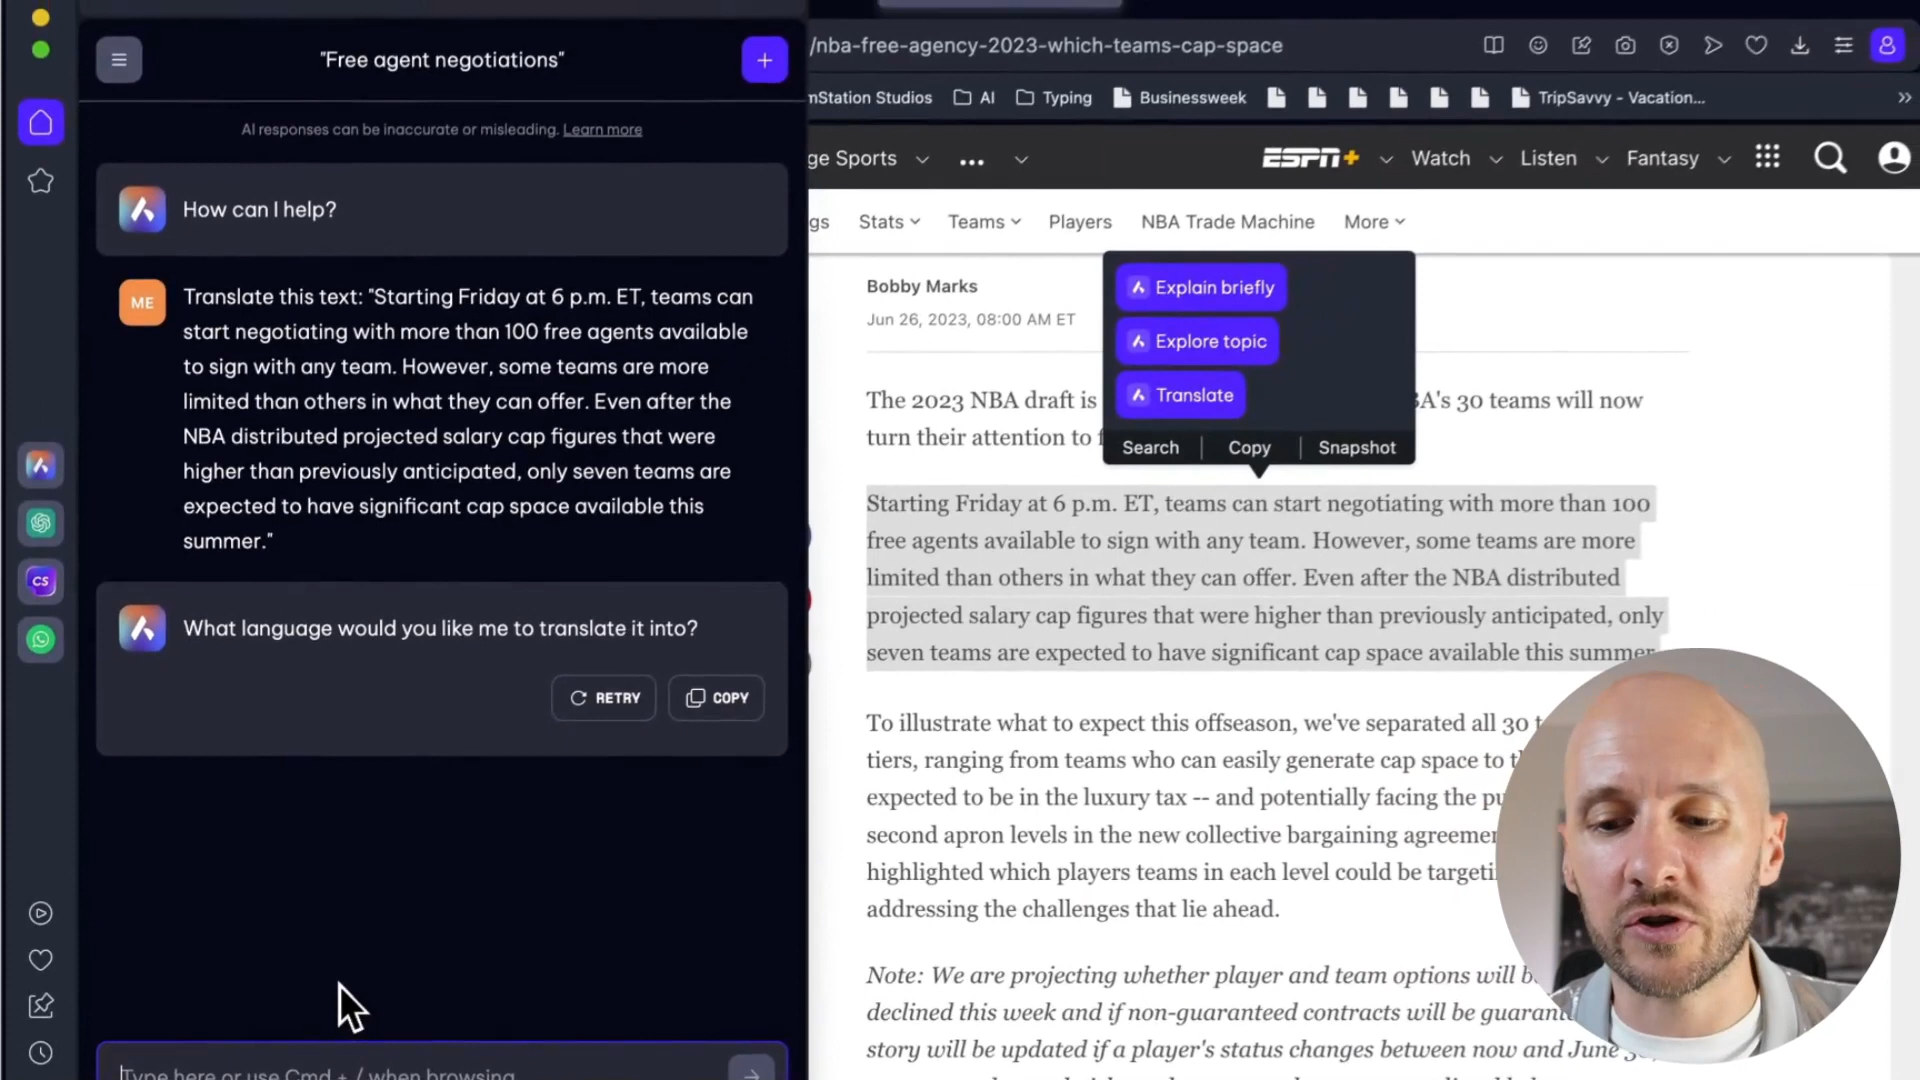 "Free agent negotiations"
AI responses can be inaccurate or misleading. Learn more
How can I help?
ME
Translate this text: "Starting Friday at 6 p.m. ET, teams can
start negotiating with more than 100 free agents available
to sign with any team. However, some teams are more
limited than others in what they can offer. Even after the
NBA distributed projected salary cap figures that were
higher than previously anticipated, only seven teams are
expected to have significant cap space available this
summer."
What language would you like me to translate it into?
RETRY COPY
CS
Type here or use Cmd + / when browsing
/nba-free-agency-2023-which-teams-cap-space
mStation Studios AI Typing Businessweek TripSavvy - Vacation... »
ge Sports ... ESPN+ Watch Listen Fantasy
gs Stats Teams Players NBA Trade Machine More
Bobby Marks
Jun 26, 2023, 08:00 AM ET
Explain briefly
Explore topic
Translate
Search Copy Snapshot
The 2023 NBA draft is BA's 30 teams will now
turn their attention to
Starting Friday at 6 p.m. ET, teams can start negotiating with more than 100
free agents available to sign with any team. However, some teams are more
limited than others in what they can offer. Even after the NBA distributed
projected salary cap figures that were higher than previously anticipated, only
seven teams are expected to have significant cap space available this summer.
To illustrate what to expect this offseason, we've separated all 30
tiers, ranging from teams who can easily generate cap space to
expected to be in the luxury tax -- and potentially facing the
second apron levels in the new collective bargaining
highlighted which players teams in each level could be
addressing the challenges that lie ahead.
Note: We are projecting whether player and team options will
declined this week and if non-guaranteed contracts will be
story will be updated if a player's status changes between now and June